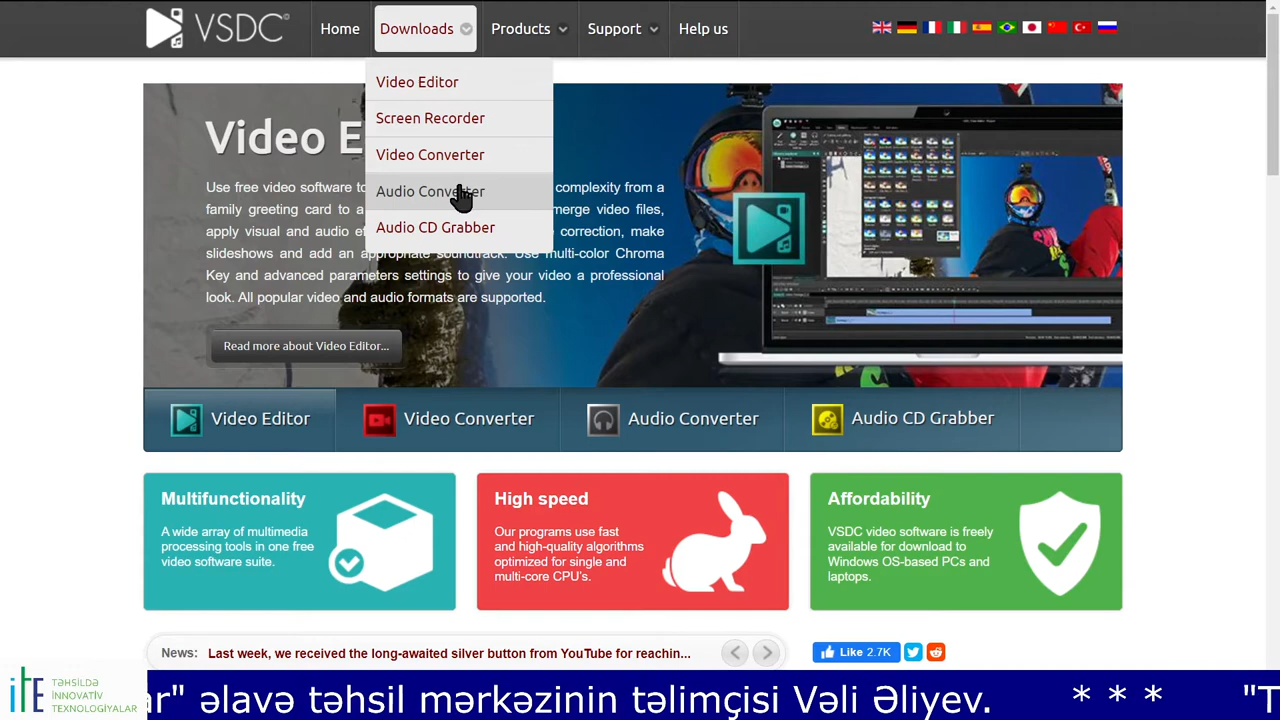 VSDC
Home
Downloads
Products
Support
Help us
Video Editor
Screen Recorder
Video Converter
Audio Converter
Audio CD Grabber
Video E
Use free video software to complexity from a
family greeting card to a merge video files,
apply visual and audio correction, make
slideshows and add an appropriate soundtrack. Use multi-color Chroma
Key and advanced parameters settings to give your video a professional
look. All popular video and audio formats are supported.
Read more about Video Editor...
Video Editor
Video Converter
Audio Converter
Audio CD Grabber
Multifunctionality
A wide array of multimedia
processing tools in one free
video software suite.
High speed
Our programs use fast
and high-quality algorithms
optimized for single and
multi-core CPU's.
Affordability
VSDC video software is freely
available for download to
Windows OS-based PCs and
laptops.
News: Last week, we received the long-awaited silver button from YouTube for reachin...
Like 2.7K
iTE TƏHSİLDƏ
İNNOVATİV
TEXNOLOGİYALAR
ar" əlavə təhsil mərkəzinin təlimçisi Vəli Əliyev. * * * "T